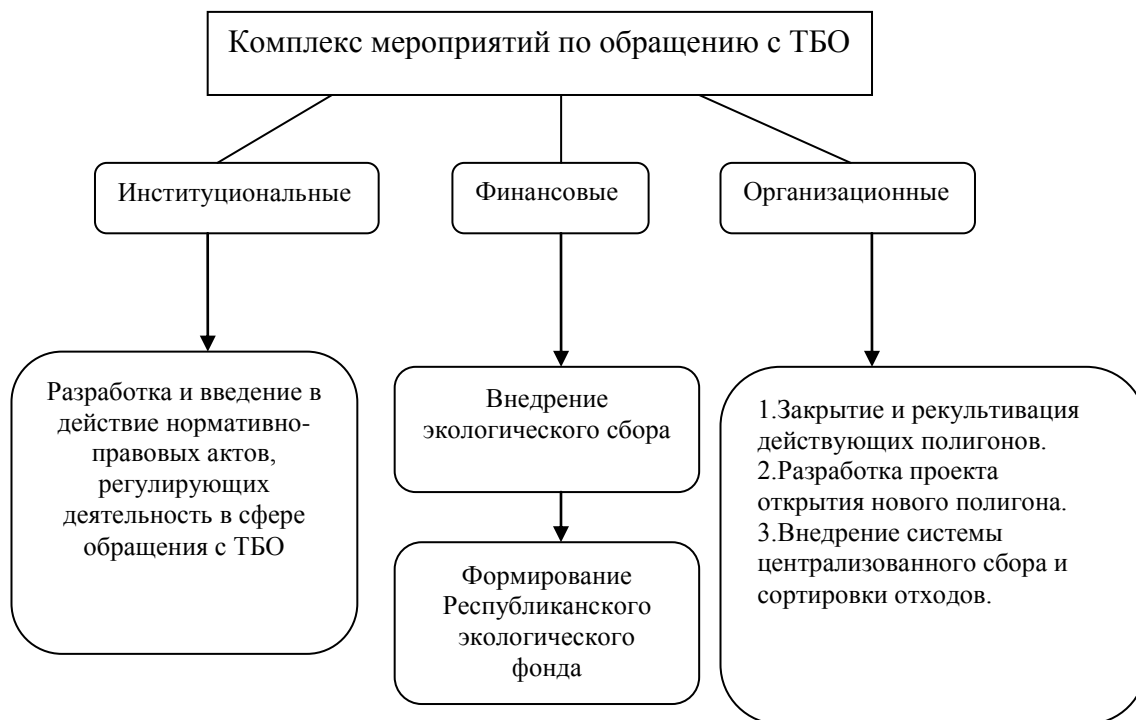 Комплекс мероприятий по обращению с ТБО
Институциональные
Финансовые
Организационные
Разработка и введение в
действие нормативно-
правовых актов,
регулирующих
деятельность в сфере
обращения с ТБО
Внедрение
экологического сбора
Формирование
Республиканского
экологического
фонда
1.Закрытие и рекультивация
действующих полигонов.
2.Разработка проекта
открытия нового полигона.
3.Внедрение системы
централизованного сбора и
сортировки отходов.